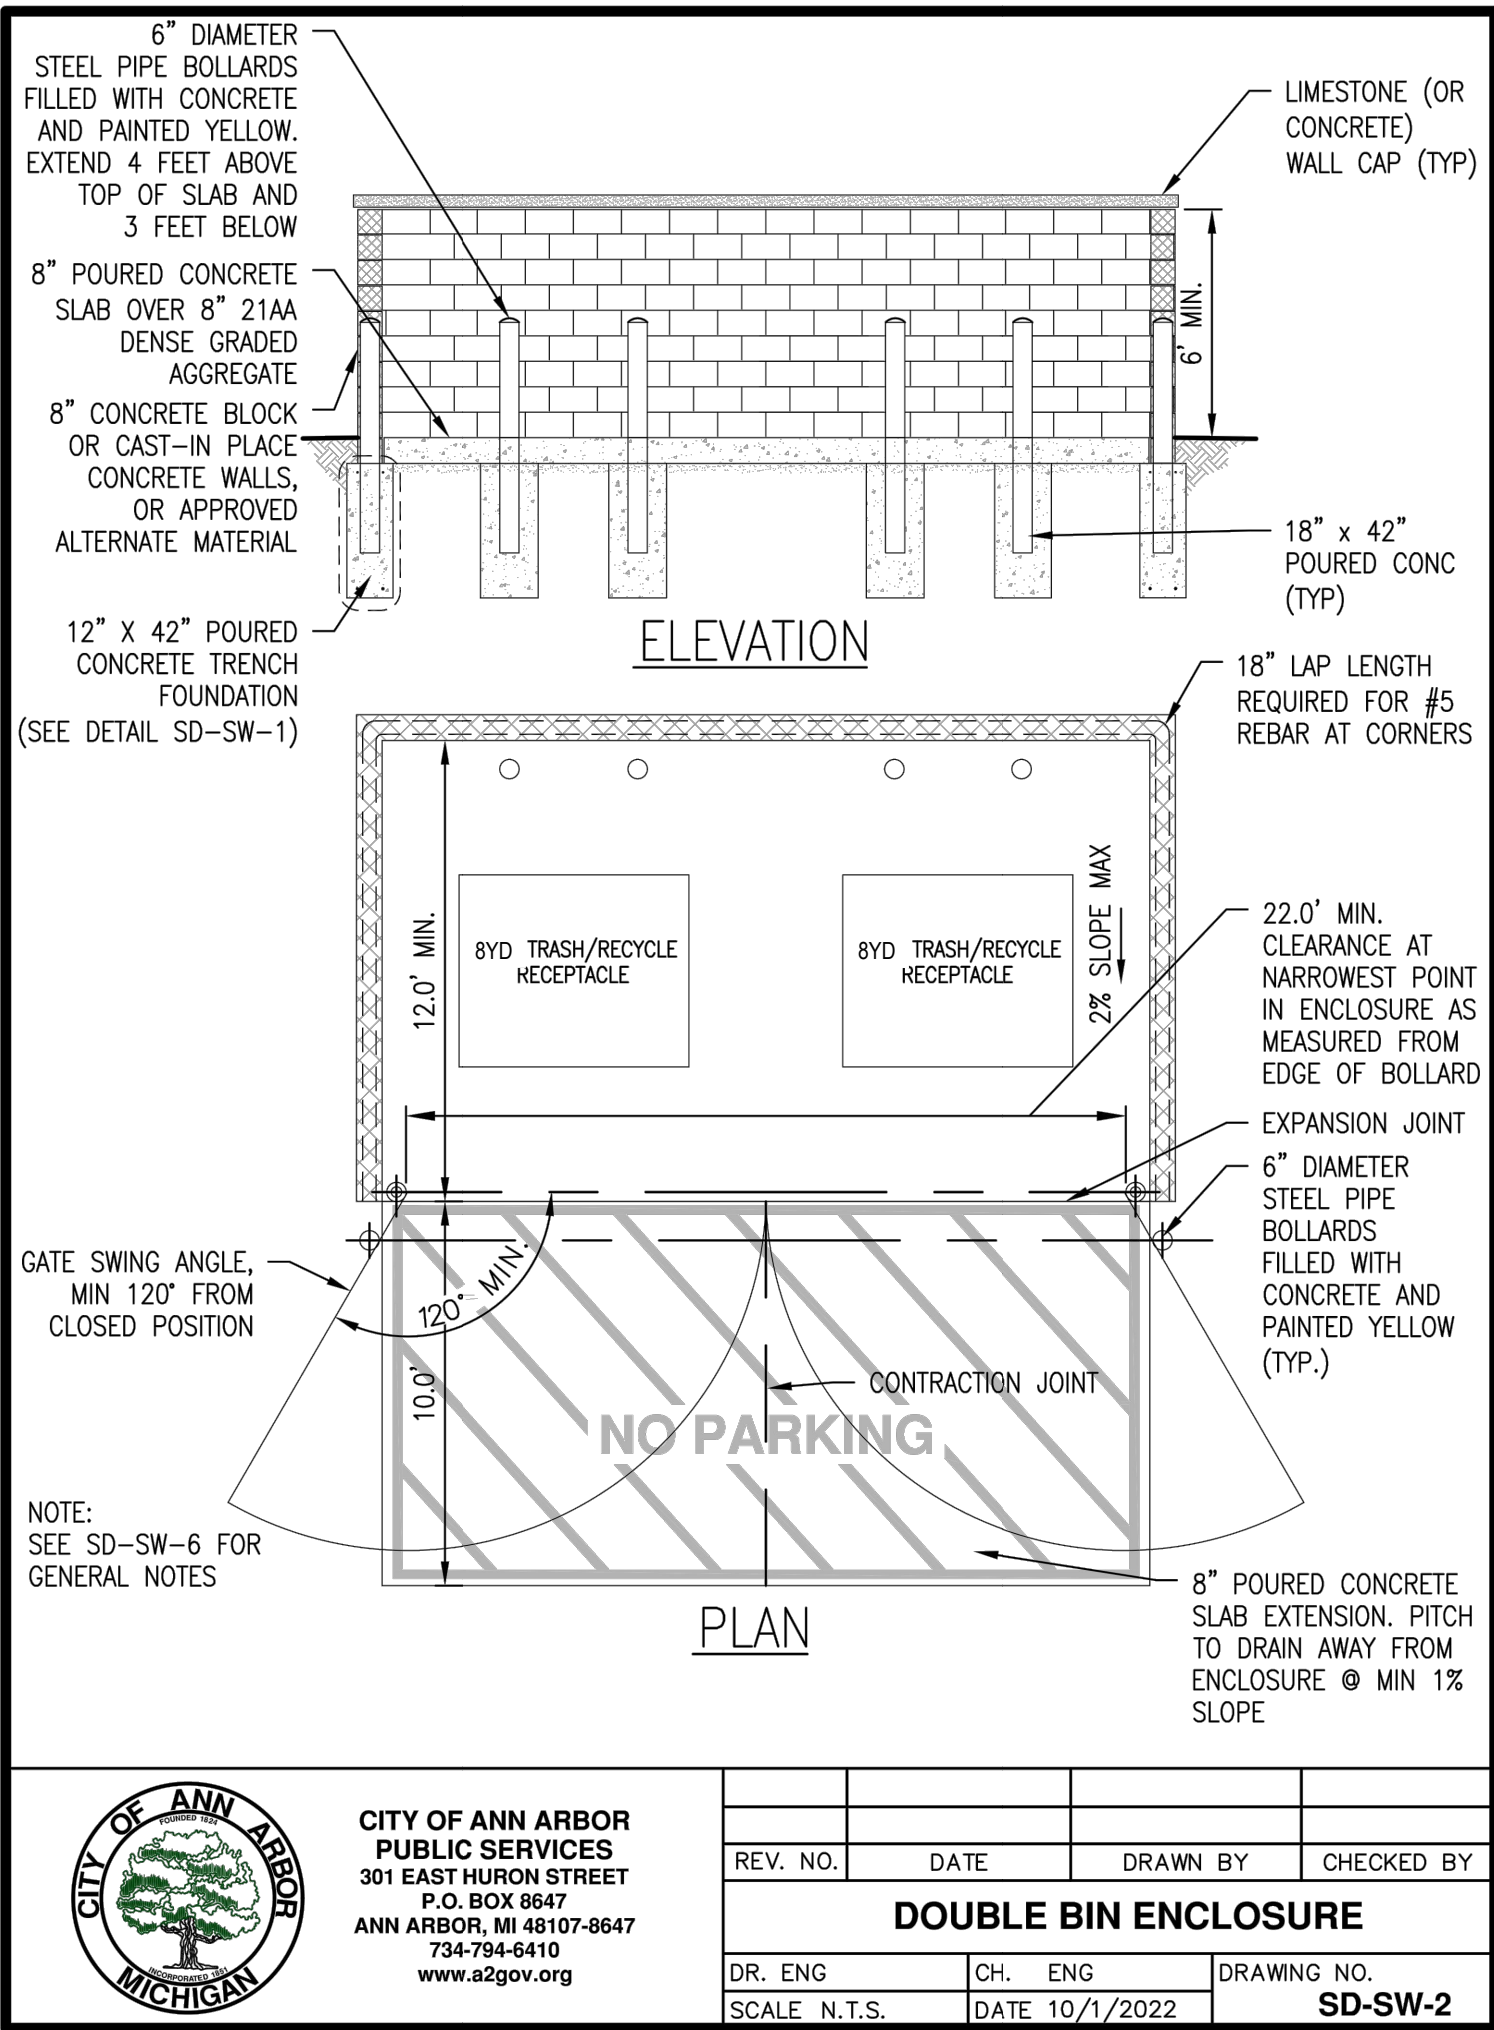 6” DIAMETER
STEEL PIPE BOLLARDS
FILLED WITH CONCRETE
AND PAINTED YELLOW.
EXTEND 4 FEET ABOVE
TOP OF SLAB AND
3 FEET BELOW
8” POURED CONCRETE
SLAB OVER 8” 21AA
DENSE GRADED
AGGREGATE
8” CONCRETE BLOCK
OR CAST-IN PLACE
CONCRETE WALLS,
OR APPROVED
ALTERNATE MATERIAL
12” X 42” POURED
CONCRETE TRENCH
FOUNDATION
(SEE DETAIL SD-SW-1)
LIMESTONE (OR
CONCRETE)
WALL CAP (TYP)
6’ MIN.
18” x 42”
POURED CONC
(TYP)
ELEVATION
18” LAP LENGTH
REQUIRED FOR #5
REBAR AT CORNERS
12.0’ MIN.
8YD TRASH/RECYCLE
RECEPTACLE
8YD TRASH/RECYCLE
RECEPTACLE
2% SLOPE MAX
22.0’ MIN.
CLEARANCE AT
NARROWEST POINT
IN ENCLOSURE AS
MEASURED FROM
EDGE OF BOLLARD
EXPANSION JOINT
6” DIAMETER
STEEL PIPE
BOLLARDS
FILLED WITH
CONCRETE AND
PAINTED YELLOW
(TYP.)
GATE SWING ANGLE,
MIN 120° FROM
CLOSED POSITION
120° MIN.
10.0’
CONTRACTION JOINT
NO PARKING
NOTE:
SEE SD-SW-6 FOR
GENERAL NOTES
8” POURED CONCRETE
SLAB EXTENSION. PITCH
TO DRAIN AWAY FROM
ENCLOSURE @ MIN 1%
SLOPE
PLAN
CITY OF ANN ARBOR
FOUNDED 1824
INCORPORATED 1851
MICHIGAN
CITY OF ANN ARBOR
PUBLIC SERVICES
301 EAST HURON STREET
P.O. BOX 8647
ANN ARBOR, MI 48107-8647
734-794-6410
www.a2gov.org
REV. NO. DATE DRAWN BY CHECKED BY
DOUBLE BIN ENCLOSURE
DR. ENG CH. ENG DRAWING NO.
SCALE N.T.S. DATE 10/1/2022 SD-SW-2